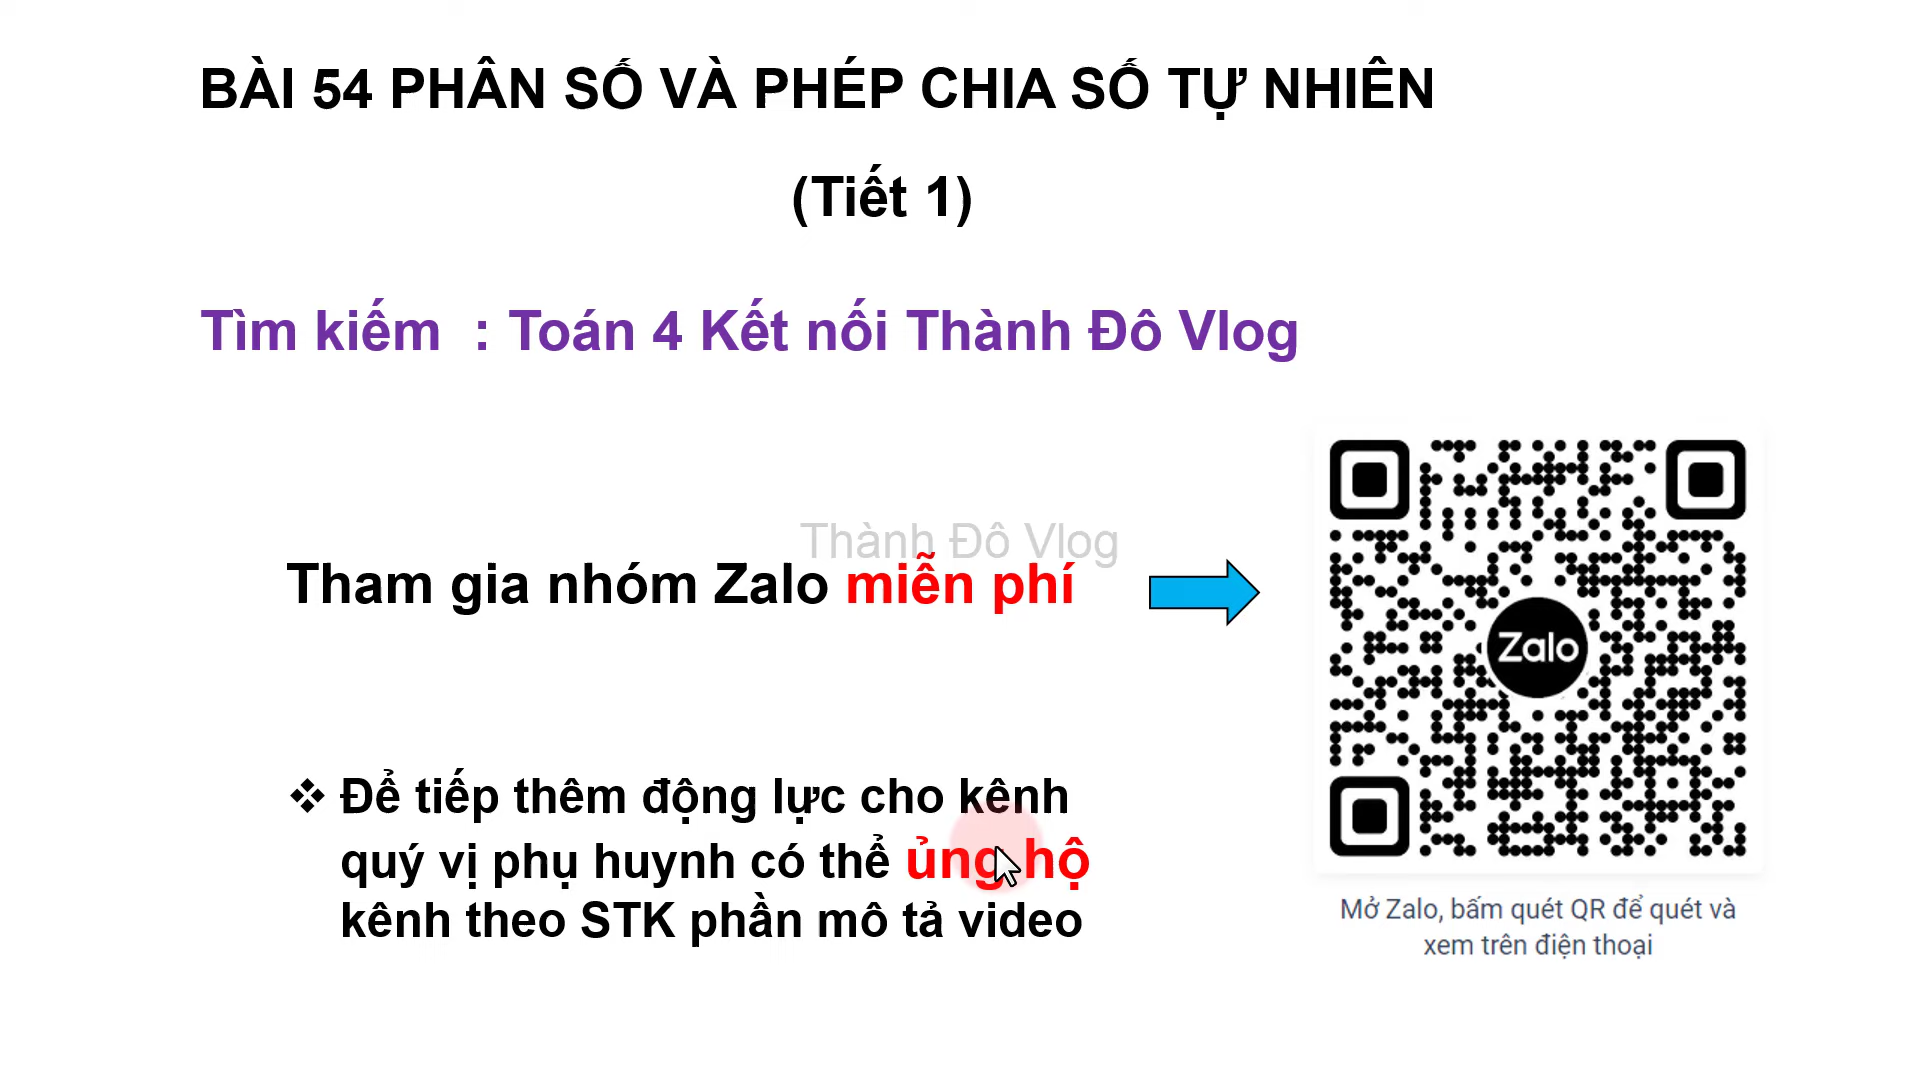 BÀI 54 PHÂN SỐ VÀ PHÉP CHIA SỐ TỰ NHIÊN
(Tiết 1)
Tìm kiếm : Toán 4 Kết nối Thành Đô Vlog
Thành Đô Vlog
Tham gia nhóm Zalo miễn phí
Zalo
❖ Để tiếp thêm động lực cho kênh
quý vị phụ huynh có thể ủng hộ
kênh theo STK phần mô tả video
Mở Zalo, bấm quét QR để quét và
xem trên điện thoại